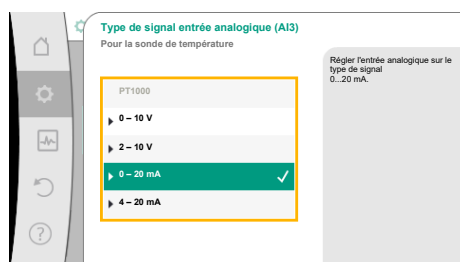 Type de signal entrée analogique (AI3)
Pour la sonde de température
Régler l'entrée analogique sur le
type de signal
0...20 mA.
PT1000
0 – 10 V
2 – 10 V
0 – 20 mA
4 – 20 mA
?